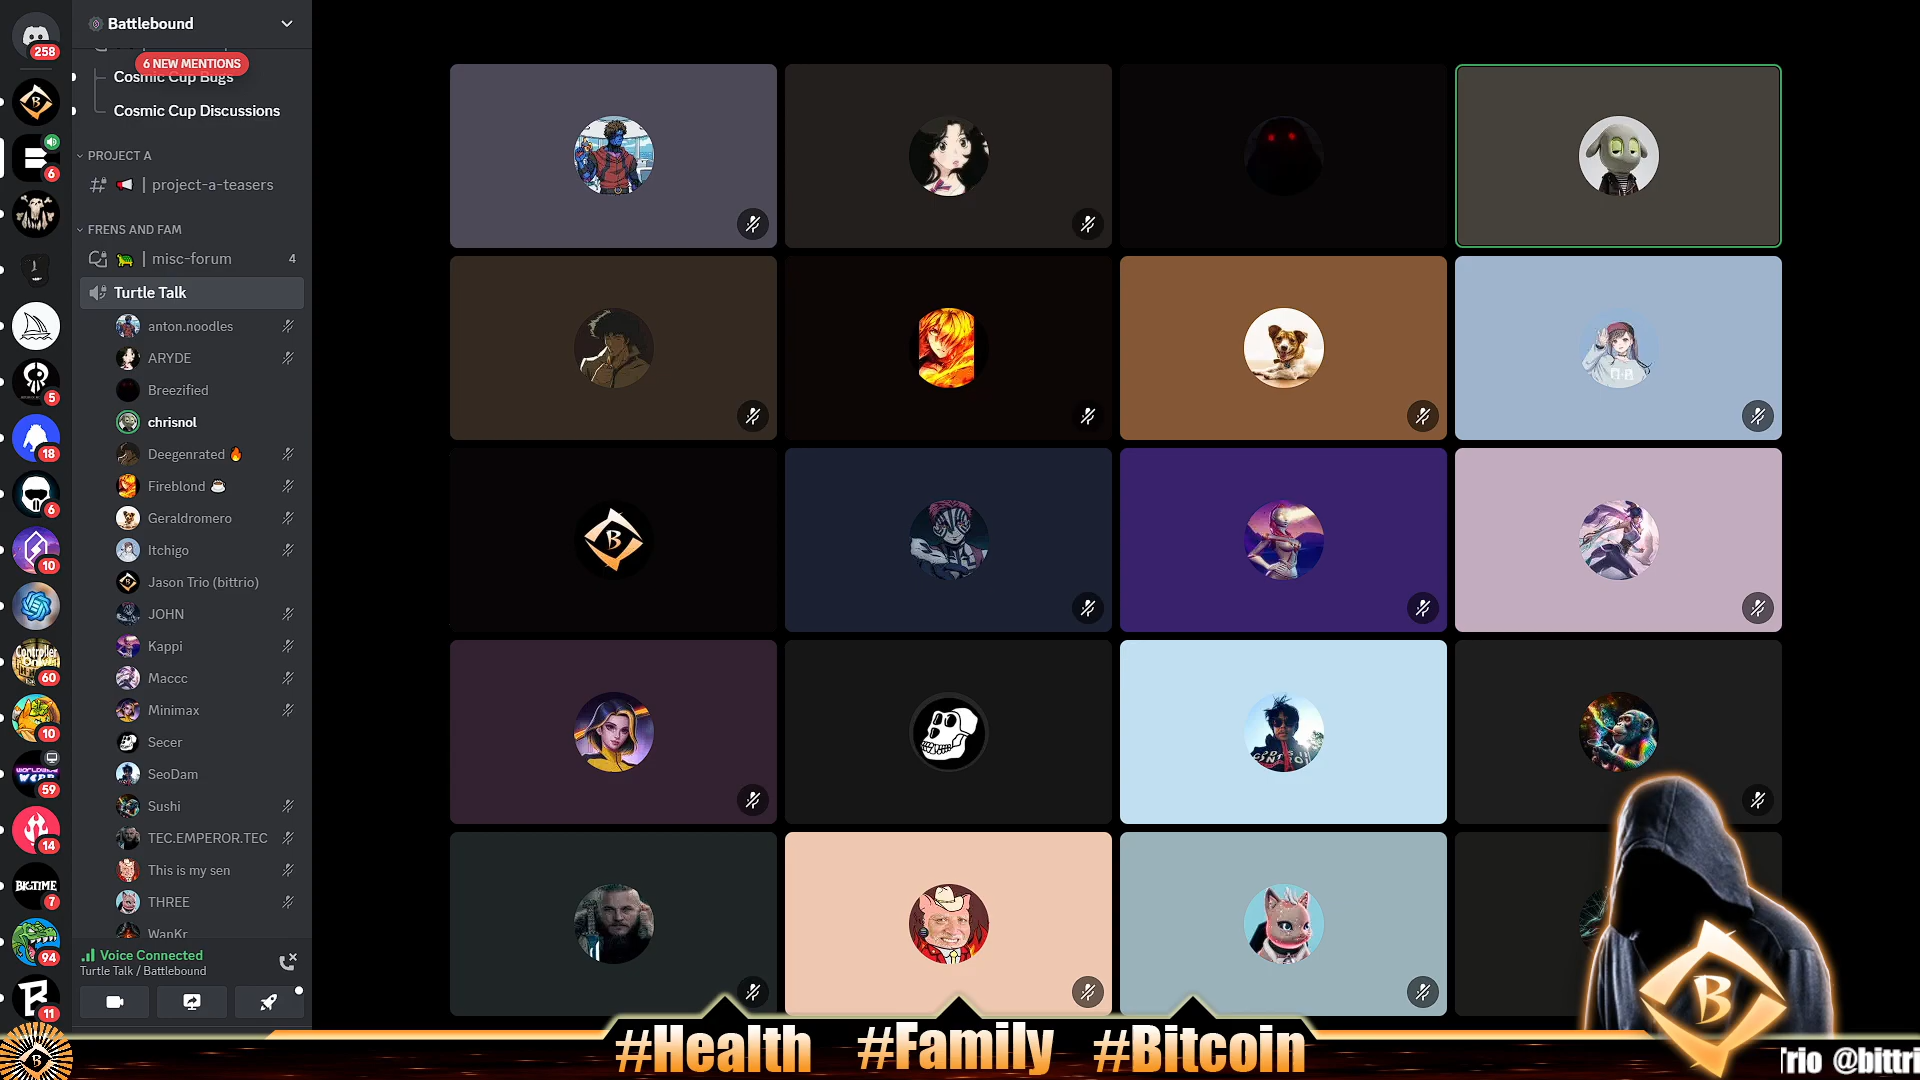 Battlebound
6 NEW MENTIONS
Cosmic Cup Bugs
Cosmic Cup Discussions
PROJECT A
| project-a-teasers
FRENS AND FAM
| misc-forum 4
Turtle Talk
anton.noodles
ARYDE
Breezified
chrisnol
Deegenrated
Fireblond
Geraldromero
Itchigo
Jason Trio (bittrio)
JOHN
Kappi
Maccc
Minimax
Secer
SeoDam
Sushi
TEC.EMPEROR.TEC
This is my sen
THREE
WanKr
Voice Connected
Turtle Talk / Battlebound
258
B
6
5
18
6
10
Controller
60
10
59
14
BIGTIME
7
94
11
B
B
B
#Health #Family #Bitcoin
Trio @bittri